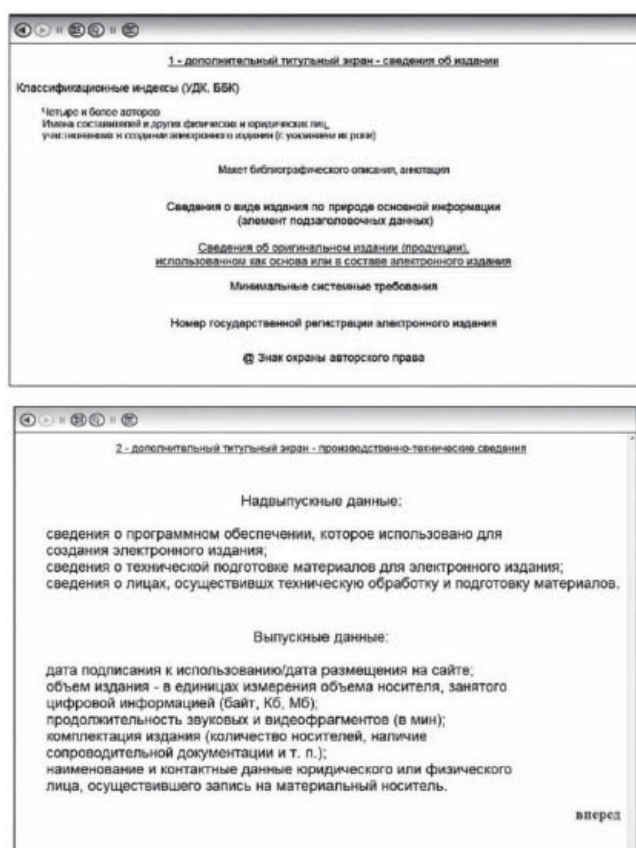 1 - дополнительный титульный экран - сведения об издании
Классификационные индексы (УДК, ББК)
Четыре и более авторов
Имена составителей и других физических и юридических лиц,
участвовавших в создании электронного издания (с указанием их роли)
Макет библиографического описания, аннотация
Сведения о виде издания по природе основной информации
(элемент подзаголовочных данных)
Сведения об оригинальном издании (продукции),
использованном как основа или в составе электронного издания
Минимальные системные требования
Номер государственной регистрации электронного издания
@ Знак охраны авторского права
2 - дополнительный титульный экран - производственно-технические сведения
Надвыпускные данные:
сведения о программном обеспечении, которое использовано для
создания электронного издания;
сведения о технической подготовке материалов для электронного издания;
сведения о лицах, осуществивших техническую обработку и подготовку материалов.
Выпускные данные:
дата подписания к использованию/дата размещения на сайте;
объем издания - в единицах измерения объема носителя, занятого
цифровой информацией (байт, Кб, Мб);
продолжительность звуковых и видеофрагментов (в мин);
комплектация издания (количество носителей, наличие
сопроводительной документации и т. п.);
наименование и контактные данные юридического или физического
лица, осуществившего запись на материальный носитель.
вперед